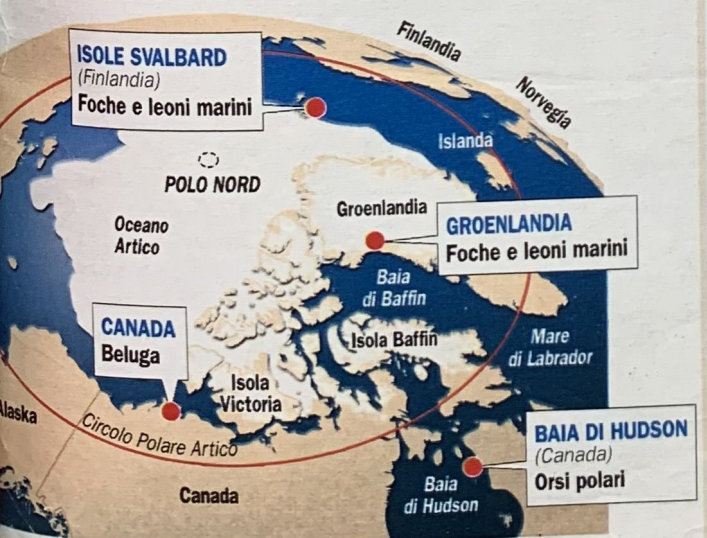 Finlandia
Norvegia
ISOLE SVALBARD
(Finlandia)
Foche e leoni marini
Islanda
POLO NORD
Groenlandia
GROENLANDIA
Foche e leoni marini
Oceano
Artico
Baia
di Baffin
CANADA
Beluga
Isola Baffin
Mare
di Labrador
Isola
Victoria
Alaska
Circolo Polare Artico
BAIA DI HUDSON
(Canada)
Orsi polari
Canada
Baia
di Hudson